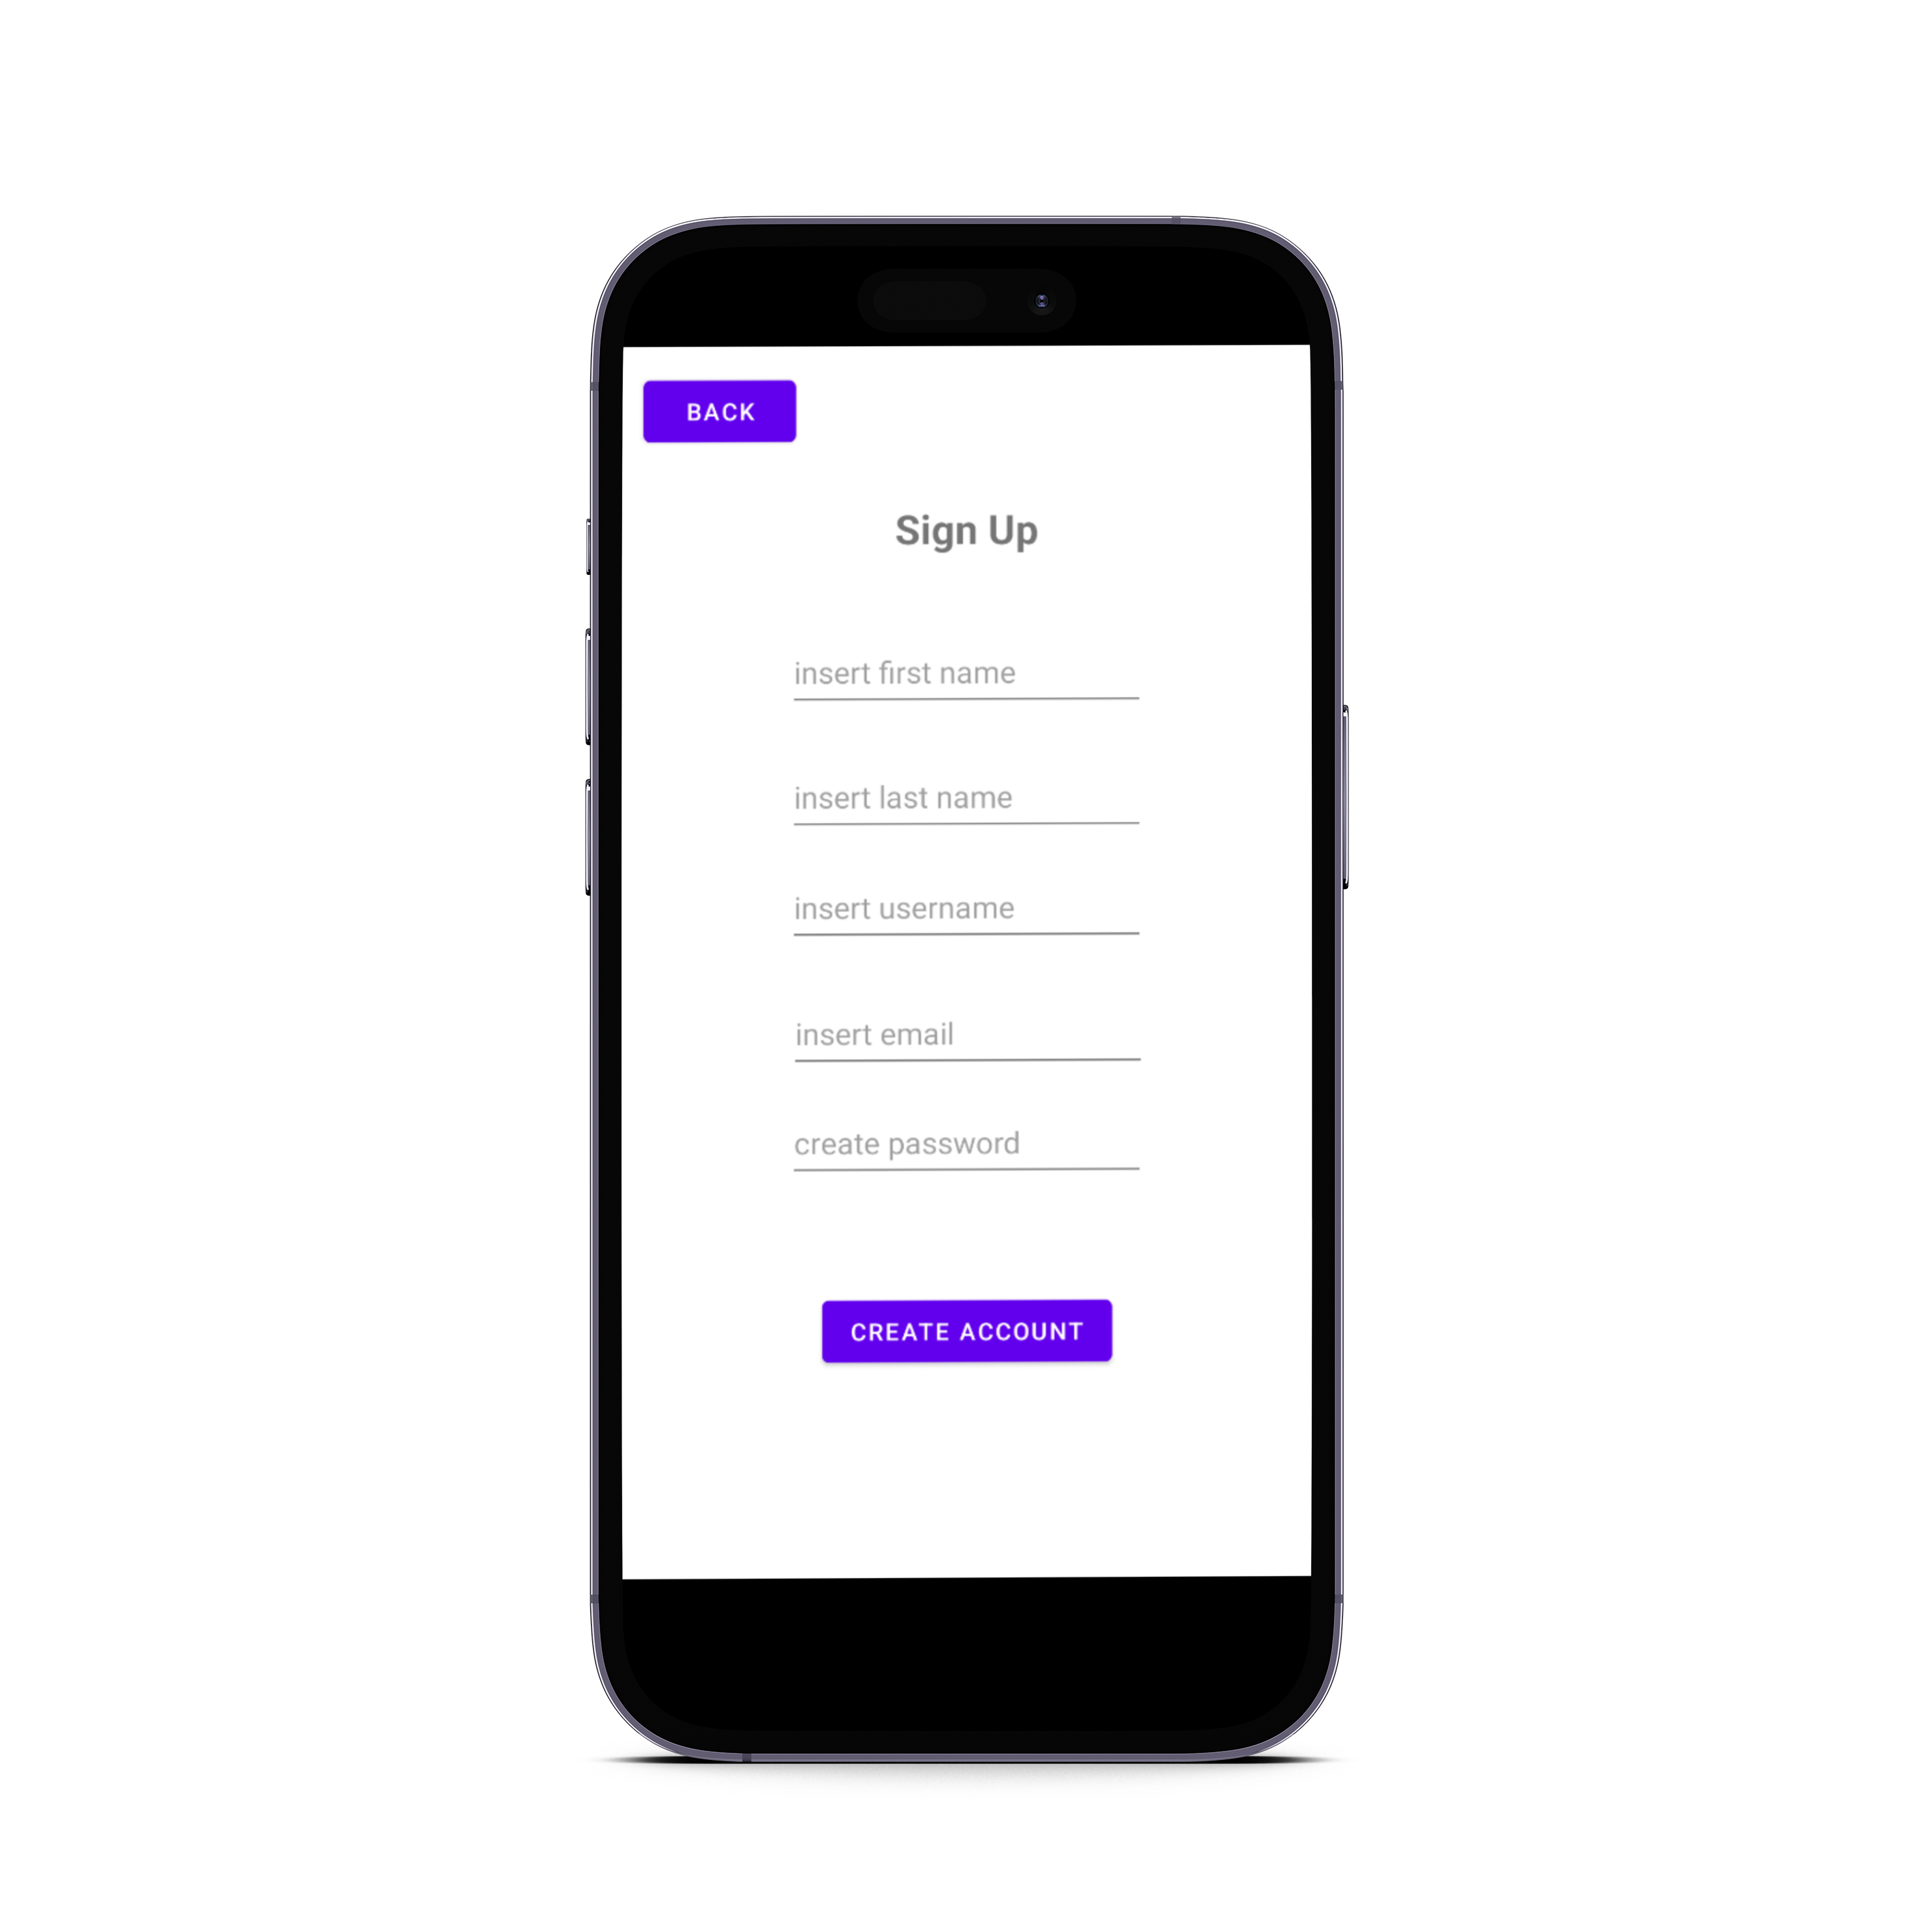 BACK
Sign Up
insert first name
insert last name
insert username
insert email
create password
CREATE ACCOUNT